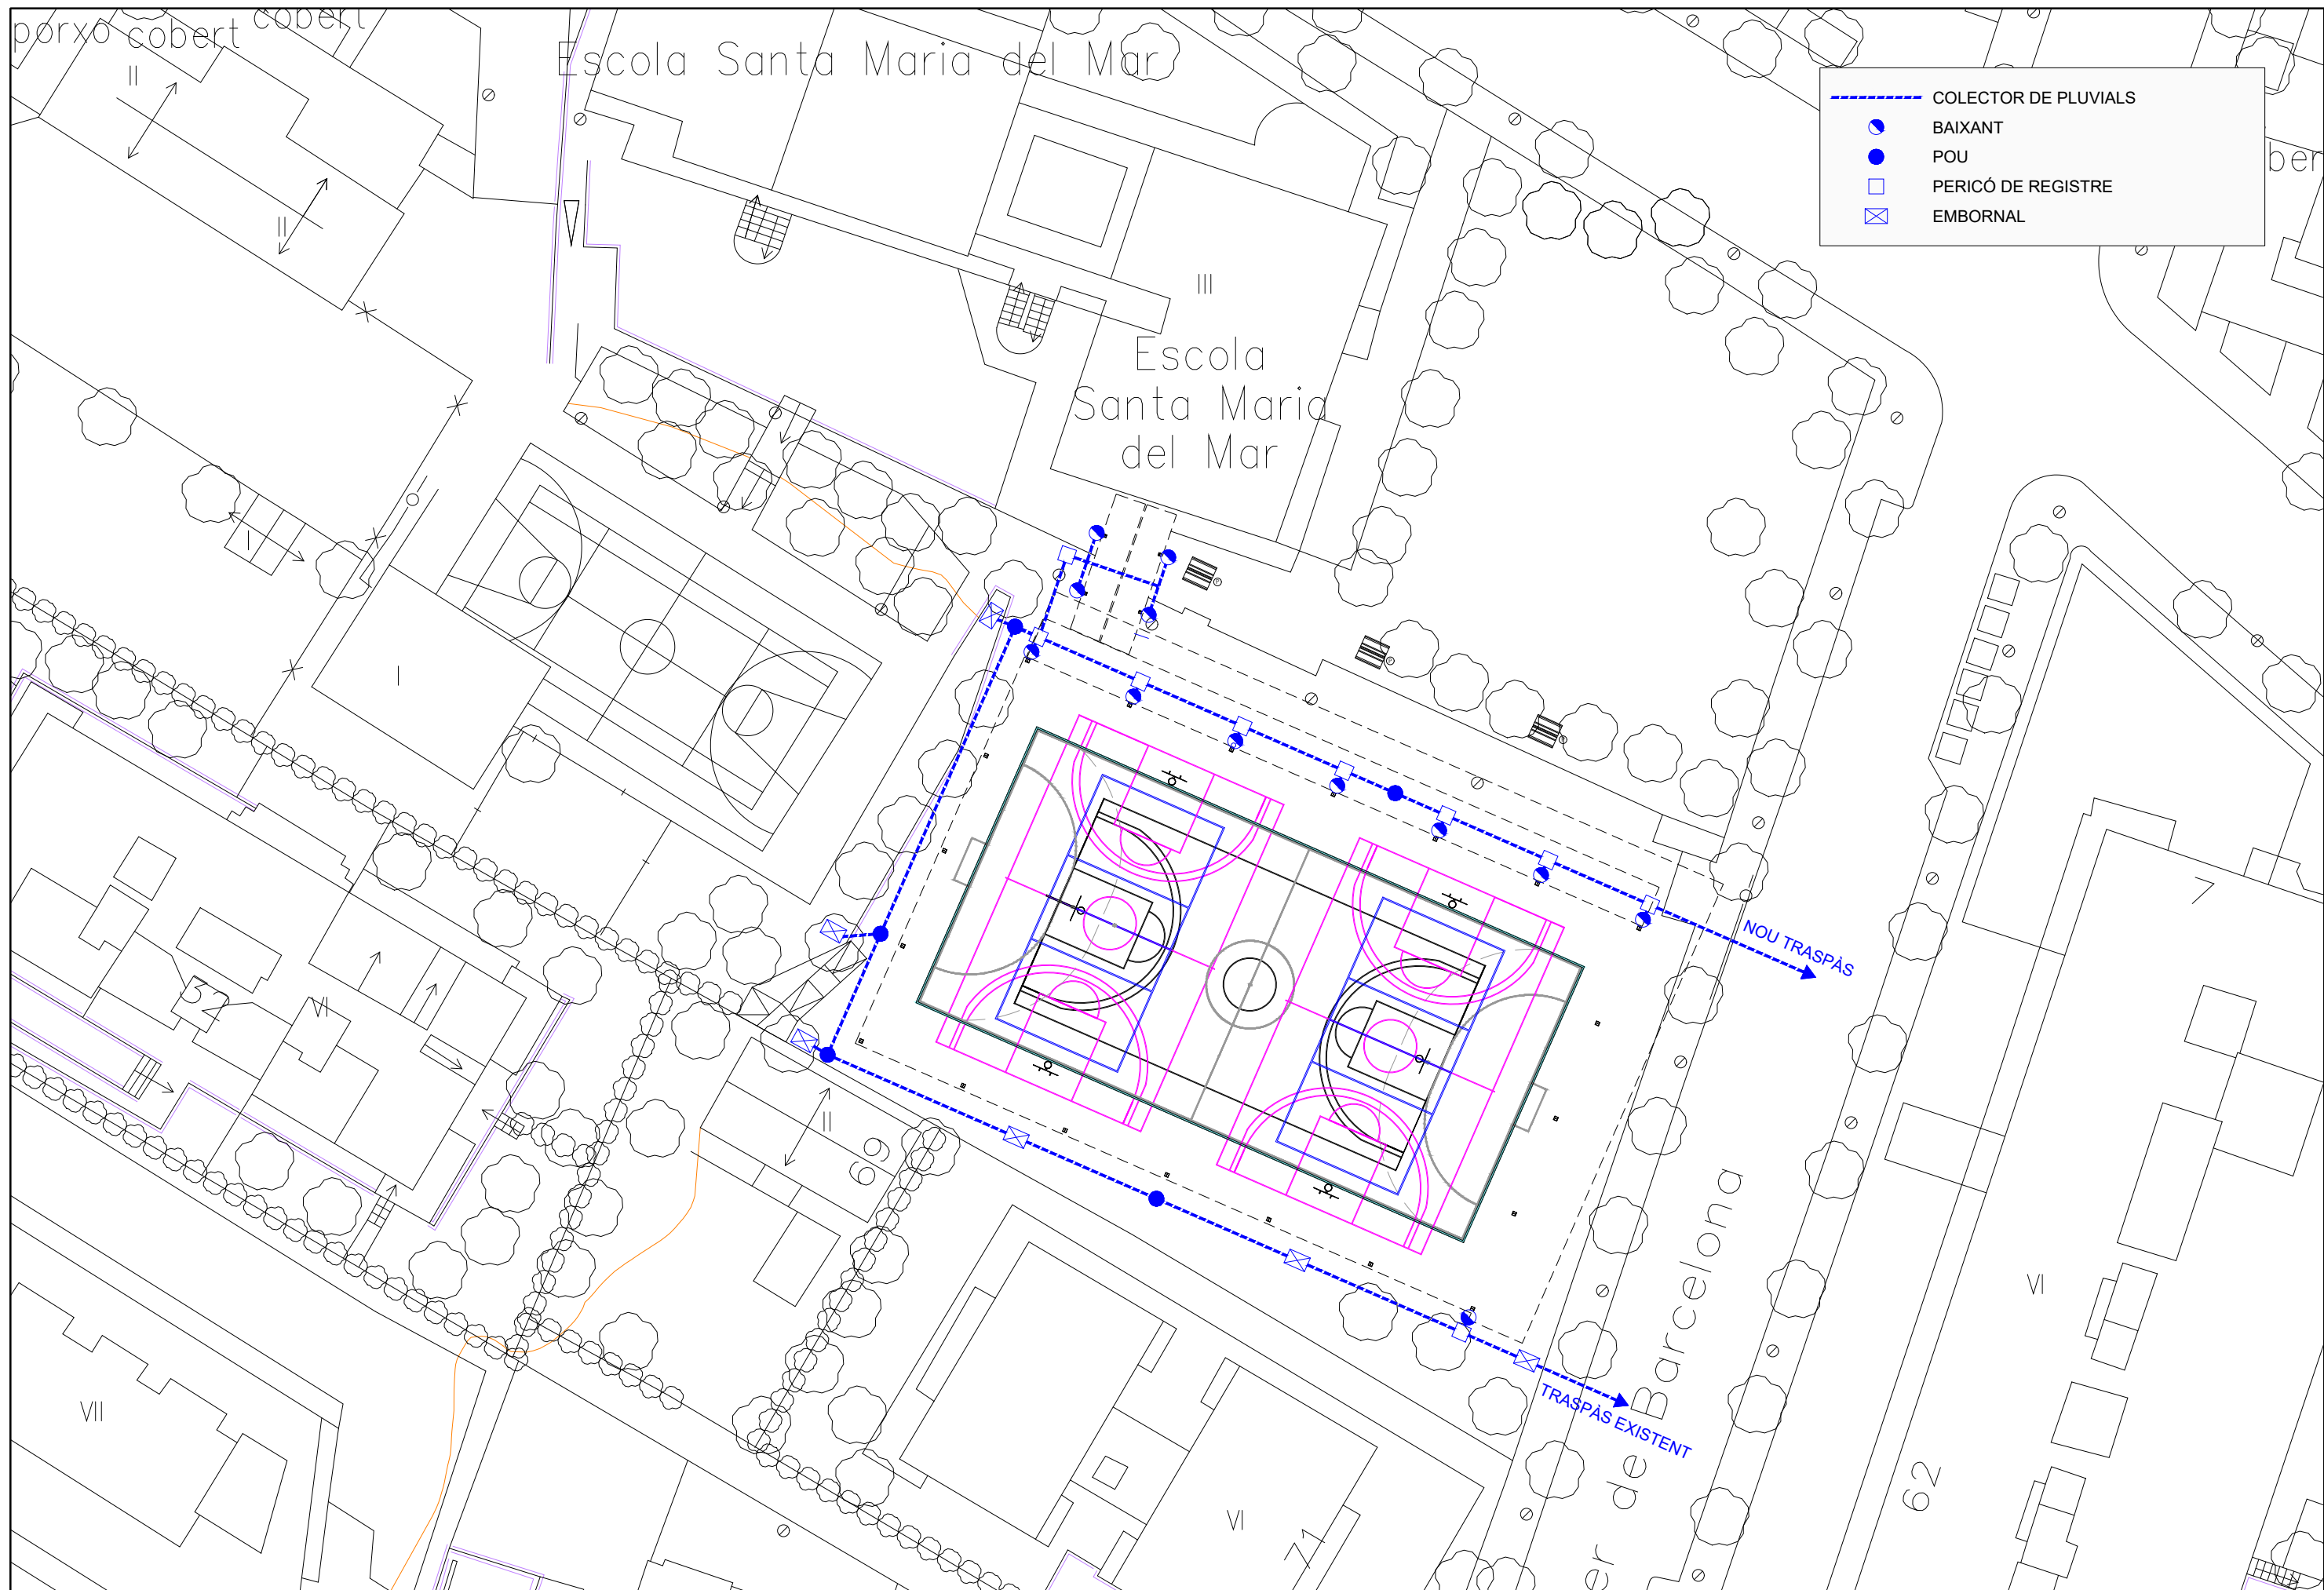 porxo
cobert
cobert
Escola Santa Maria del Mar
II
II
COLECTOR DE PLUVIALS
BAIXANT
POU
PERICÓ DE REGISTRE
EMBORNAL
III
Escola
Santa Maria
del Mar
I
I
7
NOU TRASPÀS
32
VI
II
69
VI
VII
TRASPÀS EXISTENT
de Barcelona
62
VI
71